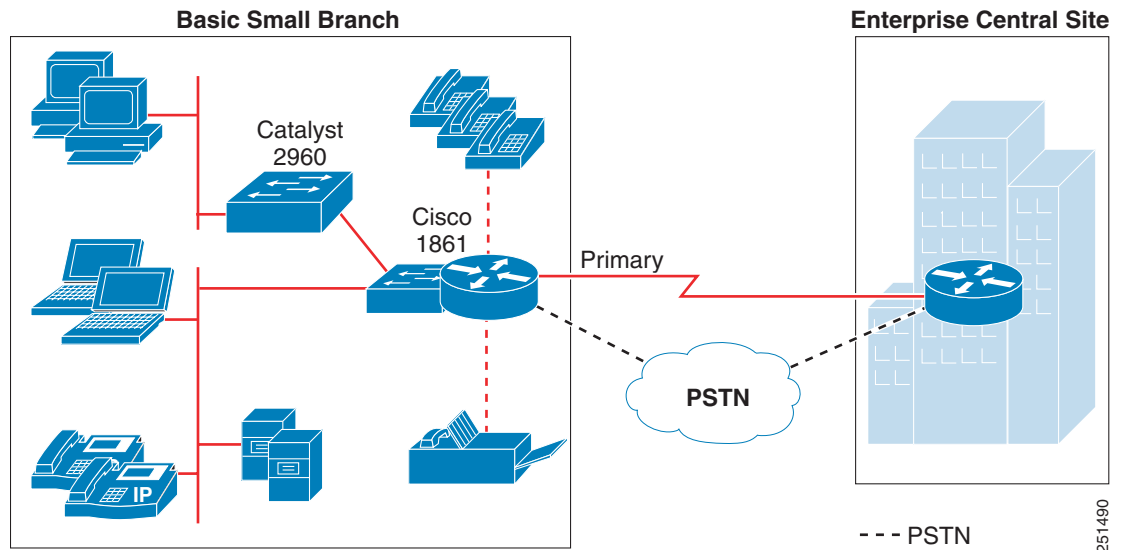 Basic Small Branch
Enterprise Central Site
Catalyst
2960
Cisco
1861
Primary
PSTN
IP
--- PSTN
251490